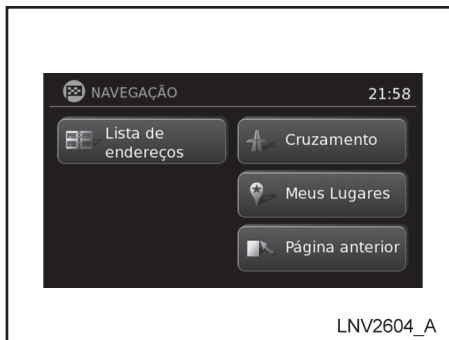 NAVEGAÇÃO
21:58
Lista de
endereços
Cruzamento
Meus Lugares
Página anterior
LNV2604_A